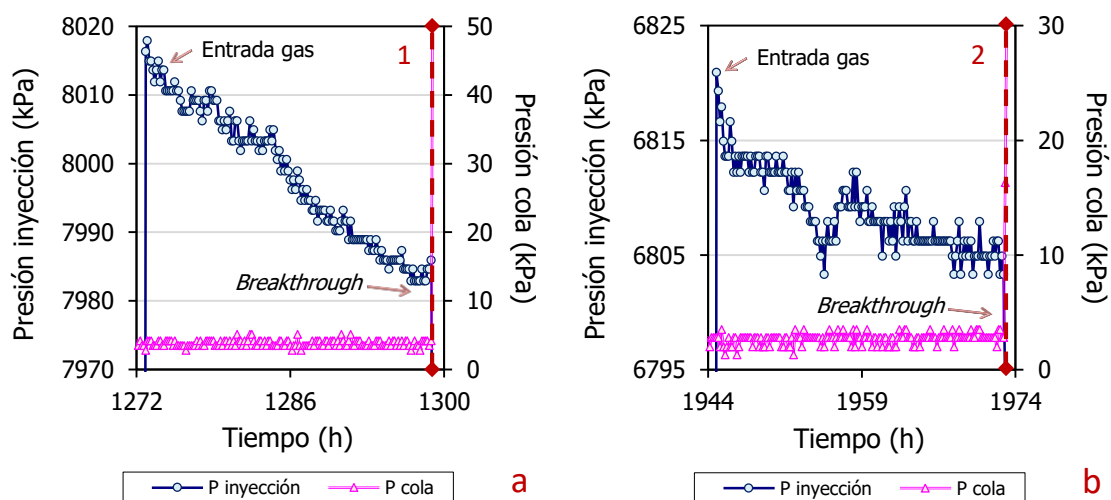 Presión inyección (kPa)
8020
8010
8000
7990
7980
7970
Entrada gas
1
Breakthrough
50
40
30
20
10
0
Presión cola (kPa)
1272
1286
1300
Tiempo (h)
P inyección
P cola
a
Presión inyección (kPa)
6825
6815
6805
6795
Entrada gas
2
Breakthrough
30
20
10
0
Presión cola (kPa)
1944
1959
1974
Tiempo (h)
P inyección
P cola
b